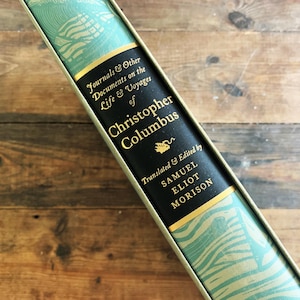 Journals & Other
Documents on the
Life & Voyages
of
Christopher
Columbus
Translated & Edited by
SAMUEL
ELIOT
MORISON